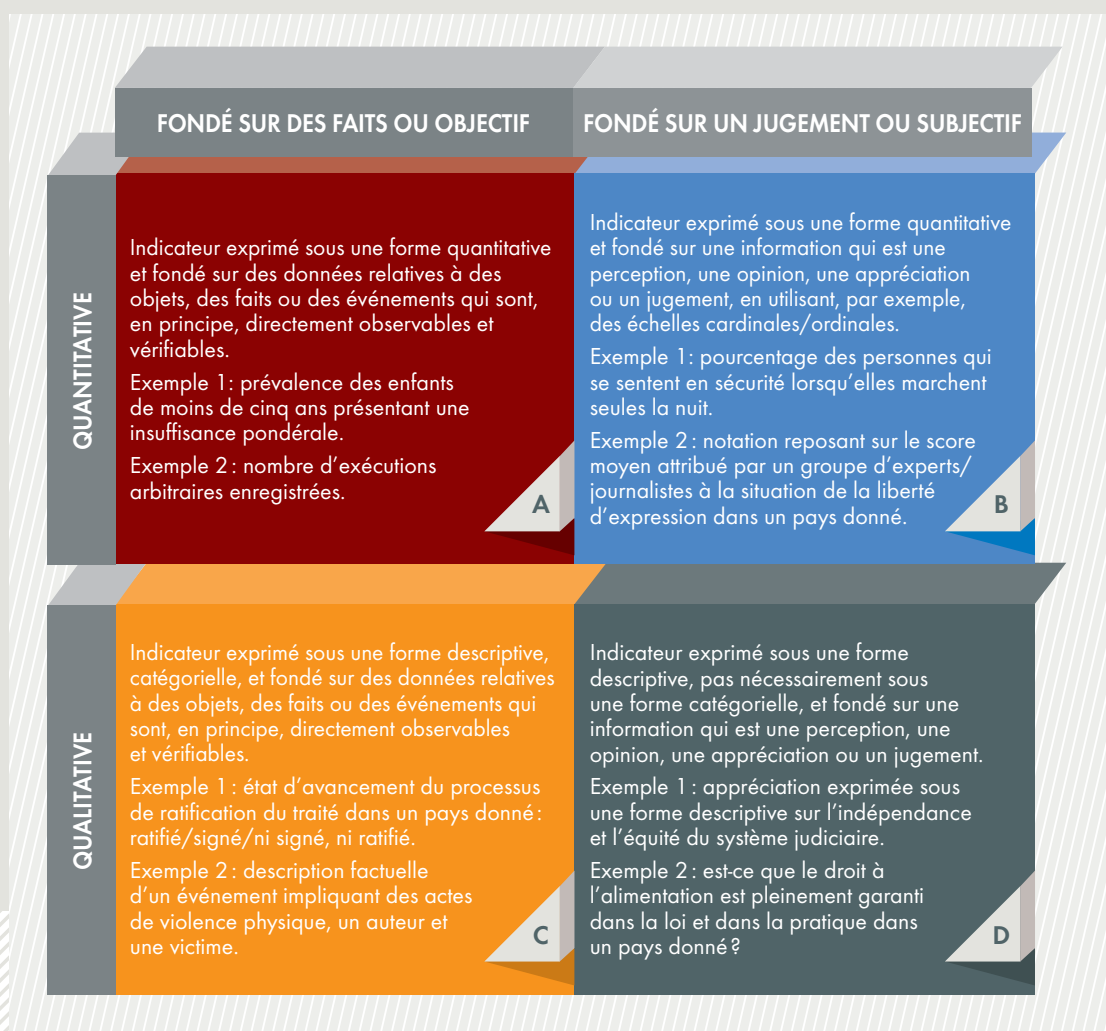 FONDÉ SUR DES FAITS OU OBJECTIF
FONDÉ SUR UN JUGEMENT OU SUBJECTIF
QUANTITATIVE
Indicateur exprimé sous une forme quantitative
et fondé sur des données relatives à des
objets, des faits ou des événements qui sont,
en principe, directement observables et
vérifiables.
Exemple 1: prévalence des enfants
de moins de cinq ans présentant une
insuffisance pondérale.
Exemple 2 : nombre d’exécutions
arbitraires enregistrées.
A
Indicateur exprimé sous une forme quantitative
et fondé sur une information qui est une
perception, une opinion, une appréciation
ou un jugement, en utilisant, par exemple,
des échelles cardinales/ordinales.
Exemple 1: pourcentage des personnes qui
se sentent en sécurité lorsqu’elles marchent
seules la nuit.
Exemple 2 : notation reposant sur le score
moyen attribué par un groupe d’experts/
journalistes à la situation de la liberté
d’expression dans un pays donné.
B
QUALITATIVE
Indicateur exprimé sous une forme descriptive,
catégorielle, et fondé sur des données relatives
à des objets, des faits ou des événements qui
sont, en principe, directement observables
et vérifiables.
Exemple 1 : état d’avancement du processus
de ratification du traité dans un pays donné :
ratifié/signé/ni signé, ni ratifié.
Exemple 2 : description factuelle
d’un événement impliquant des actes
de violence physique, un auteur et
une victime.
C
Indicateur exprimé sous une forme
descriptive, pas nécessairement sous
une forme catégorielle, et fondé sur une
information qui est une perception, une
opinion, une appréciation ou un jugement.
Exemple 1 : appréciation exprimée sous
une forme descriptive sur l’indépendance
et l’équité du système judiciaire.
Exemple 2 : est-ce que le droit à
l’alimentation est pleinement garanti
dans la loi et dans la pratique dans
un pays donné ?
D